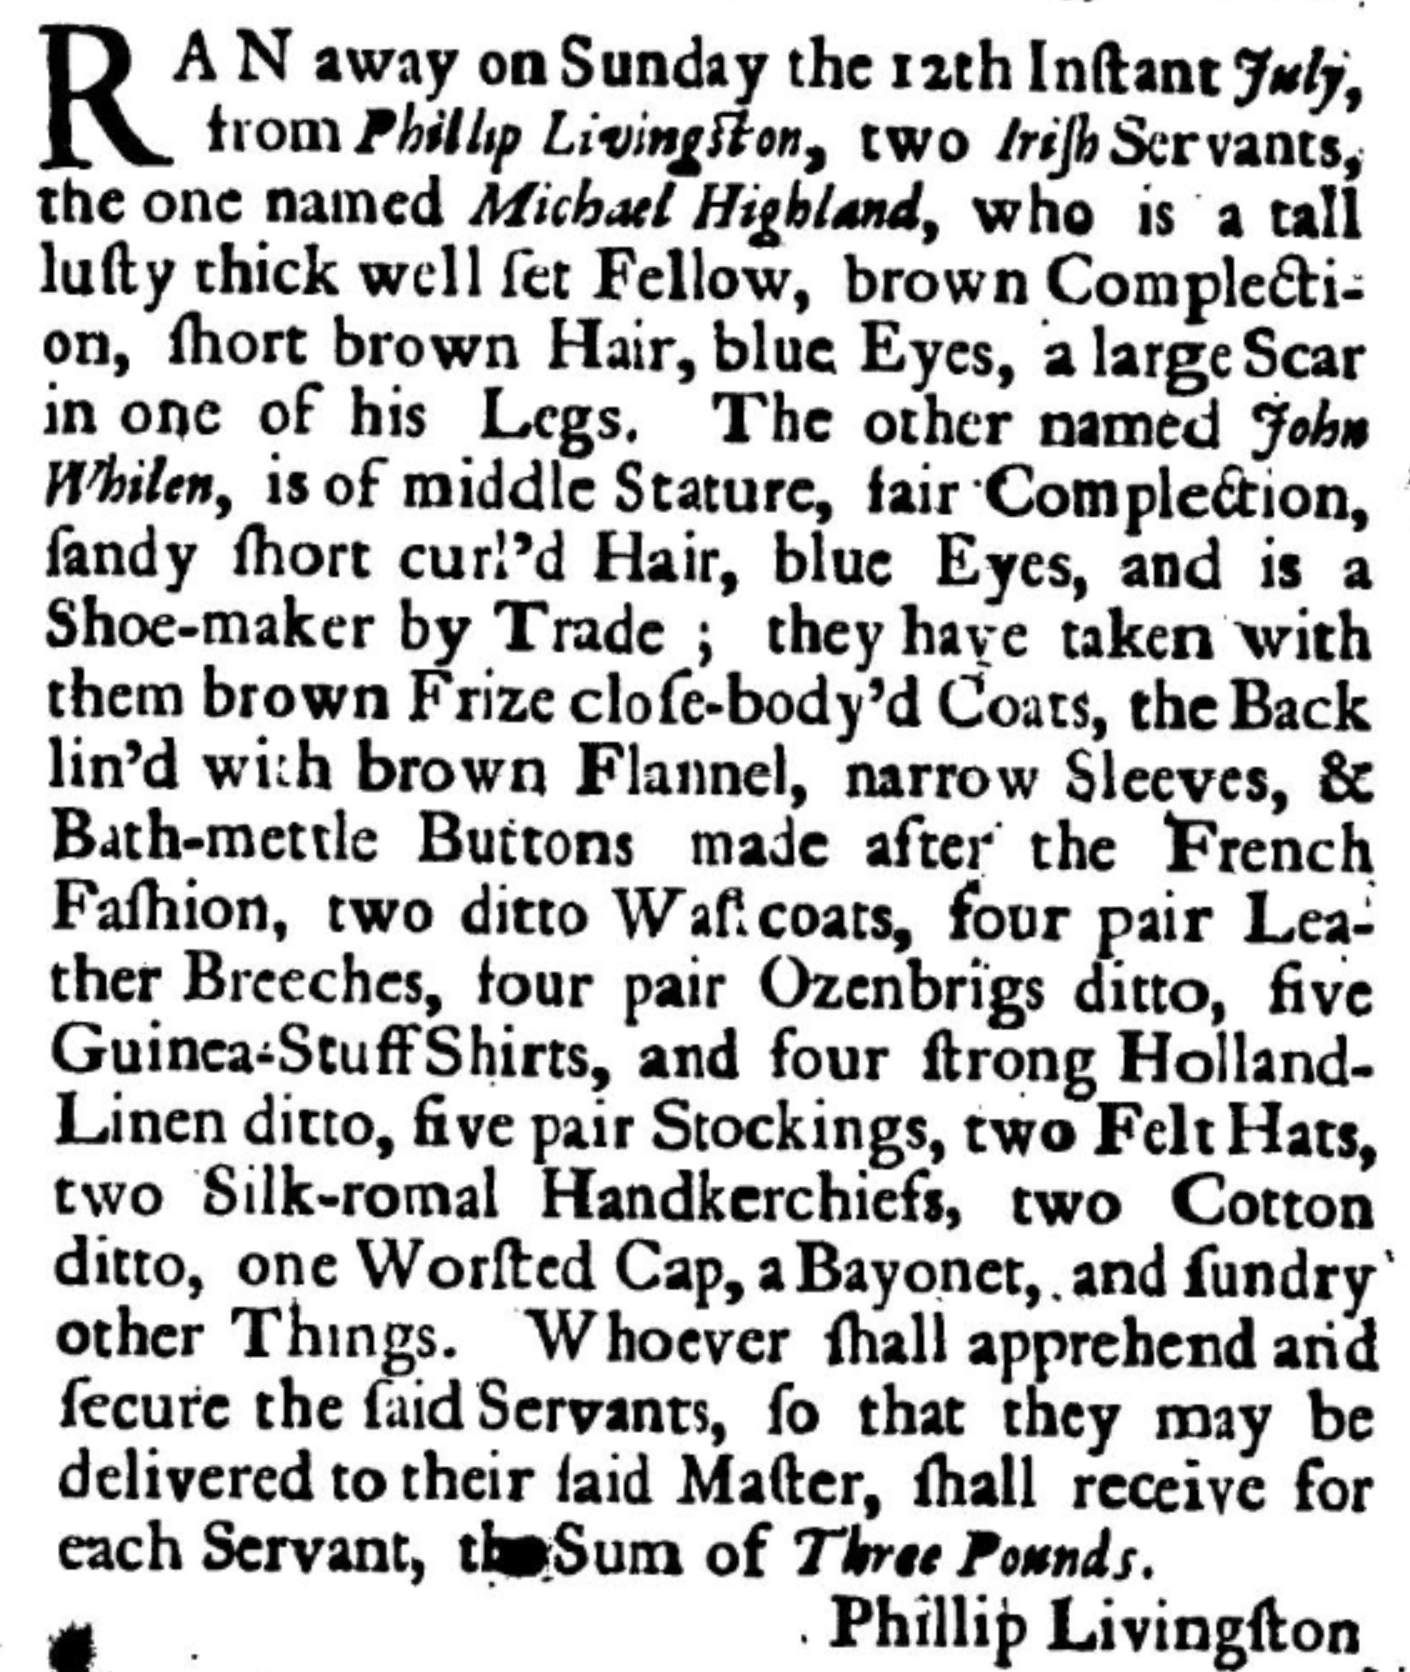 RAN away on Sunday the 12th Inſtant July,
from Phillip Livingſton, two Iriſh Servants,
the one named Michael Highland, who is a tall
luſty thick well ſet Fellow, brown Complecti-
on, ſhort brown Hair, blue Eyes, a large Scar
in one of his Legs. The other named John
Whilen, is of middle Stature, fair Complection,
ſandy ſhort curl'd Hair, blue Eyes, and is a
Shoe-maker by Trade ; they have taken with
them brown Frize cloſe-body'd Coats, the Back
lin'd with brown Flannel, narrow Sleeves, &
Bath-mettle Buttons made after the French
Faſhion, two ditto Waſtcoats, four pair Lea-
ther Breeches, four pair Ozenbrigs ditto, five
Guinea-Stuff Shirts, and four ſtrong Holland-
Linen ditto, five pair Stockings, two Felt Hats,
two Silk-romal Handkerchiefs, two Cotton
ditto, one Worſted Cap, a Bayonet, and ſundry
other Things. Whoever ſhall apprehend and
ſecure the ſaid Servants, ſo that they may be
delivered to their ſaid Maſter, ſhall receive for
each Servant, the Sum of Three Pounds.
Phillip Livingſton